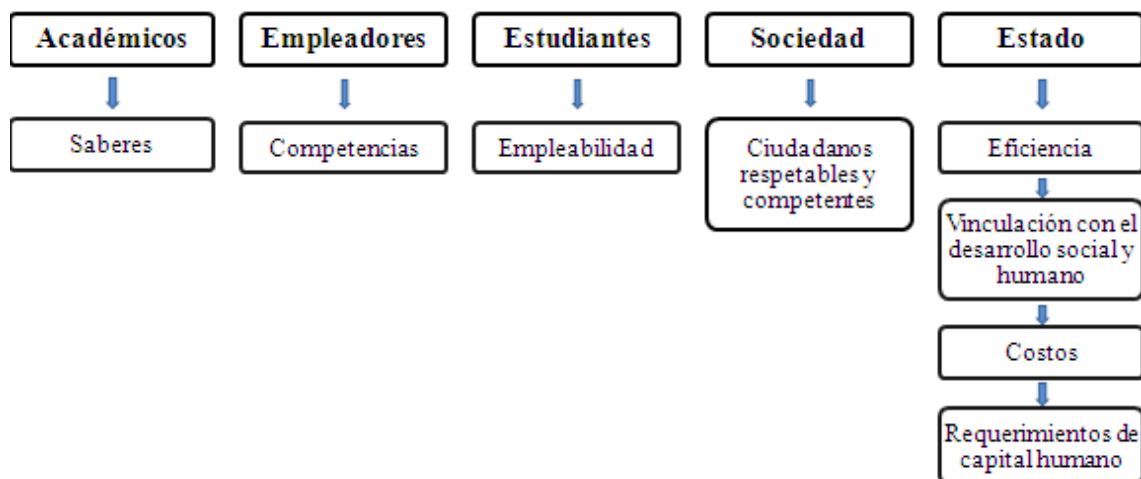 Académicos
Empleadores
Estudiantes
Sociedad
Estado
Saberes
Competencias
Empleabilidad
Ciudadanos
respetables y
competentes
Eficiencia
Vinculación con el
desarrollo social y
humano
Costos
Requerimientos de
capital humano